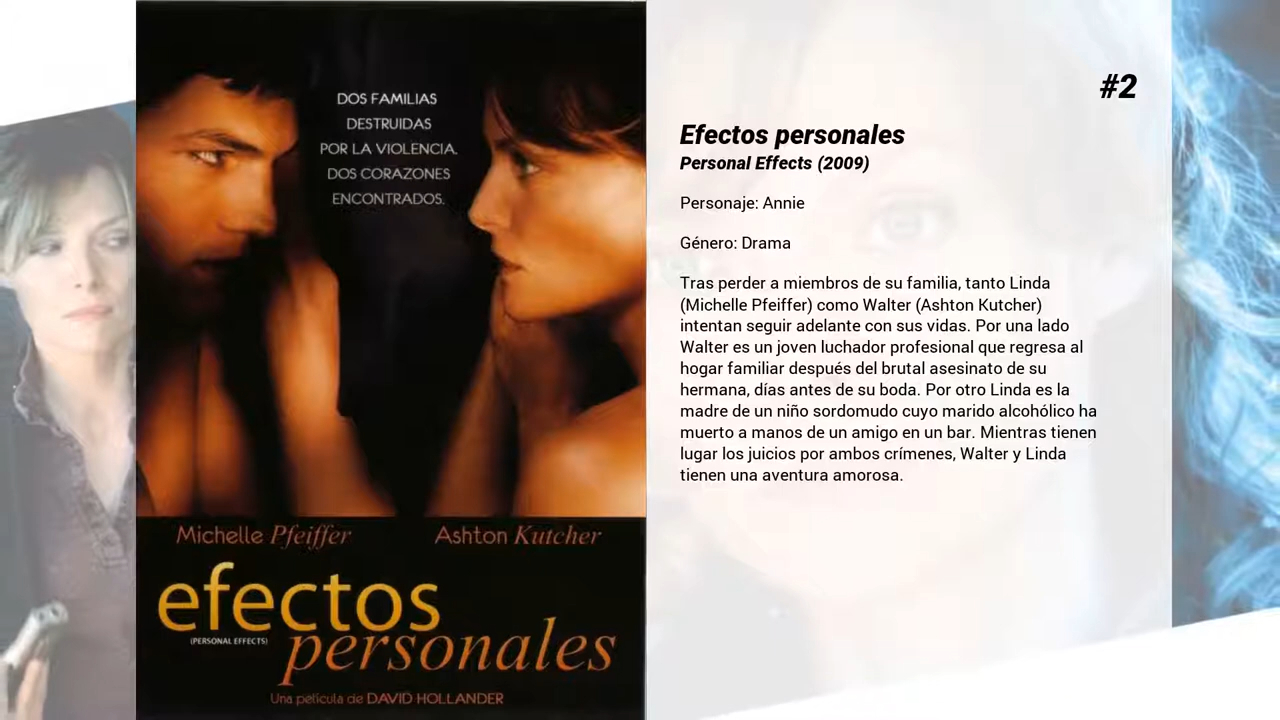 DOS FAMILIAS
DESTRUIDAS
POR LA VIOLENCIA.
DOS CORAZONES
ENCONTRADOS.
Michelle Pfeiffer Ashton Kutcher
efectos
(PERSONAL EFFECTS)
personales
Una película de DAVID HOLLANDER
#2
Efectos personales
Personal Effects (2009)
Personaje: Annie
Género: Drama
Tras perder a miembros de su familia, tanto Linda
(Michelle Pfeiffer) como Walter (Ashton Kutcher)
intentan seguir adelante con sus vidas. Por una lado
Walter es un joven luchador profesional que regresa al
hogar familiar después del brutal asesinato de su
hermana, días antes de su boda. Por otro Linda es la
madre de un niño sordomudo cuyo marido alcohólico ha
muerto a manos de un amigo en un bar. Mientras tienen
lugar los juicios por ambos crímenes, Walter y Linda
tienen una aventura amorosa.